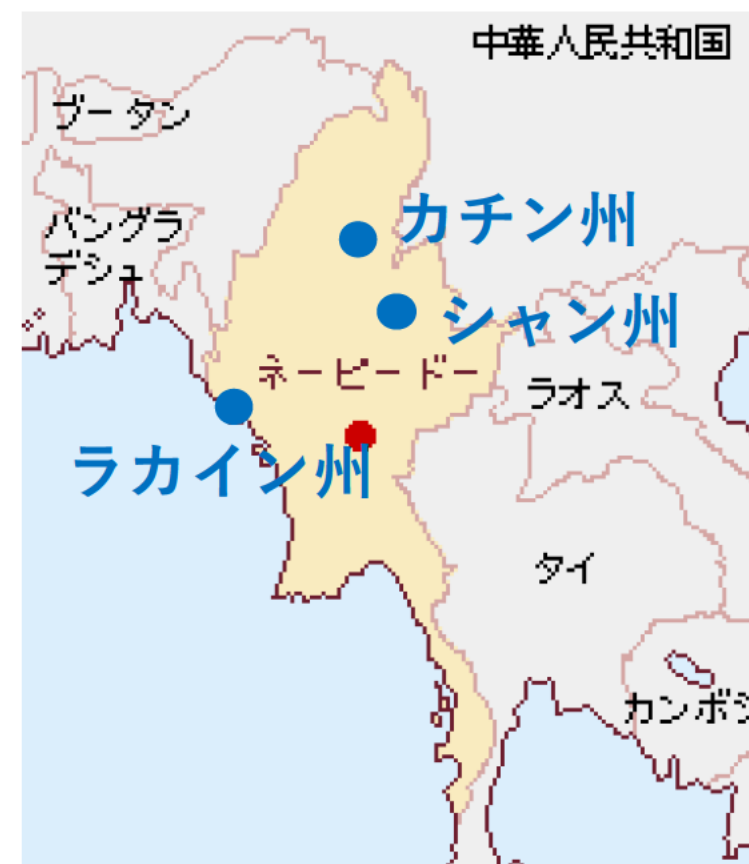 中華人民共和国
ブータン
カチン州
バングラ
デシュ
シャン州
ネーピードー
ラオス
ラカイン州
タイ
カンボジ